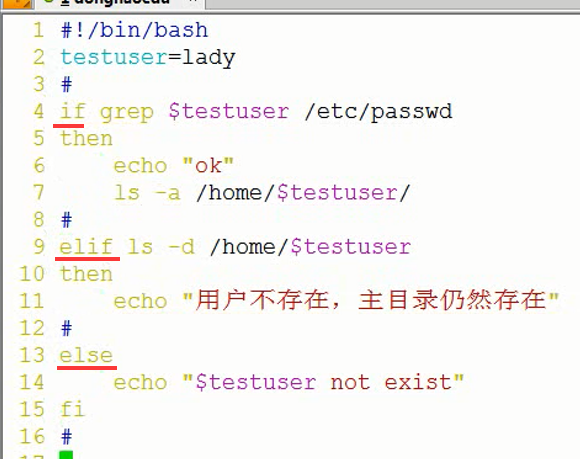 1 #!/bin/bash
2 testuser=lady
3 #
4 if grep $testuser /etc/passwd
5 then
6     echo "ok"
7     ls -a /home/$testuser/
8 #
9 elif ls -d /home/$testuser
10 then
11     echo "用户不存在，主目录仍然存在"
12 #
13 else
14     echo "$testuser not exist"
15 fi
16 #